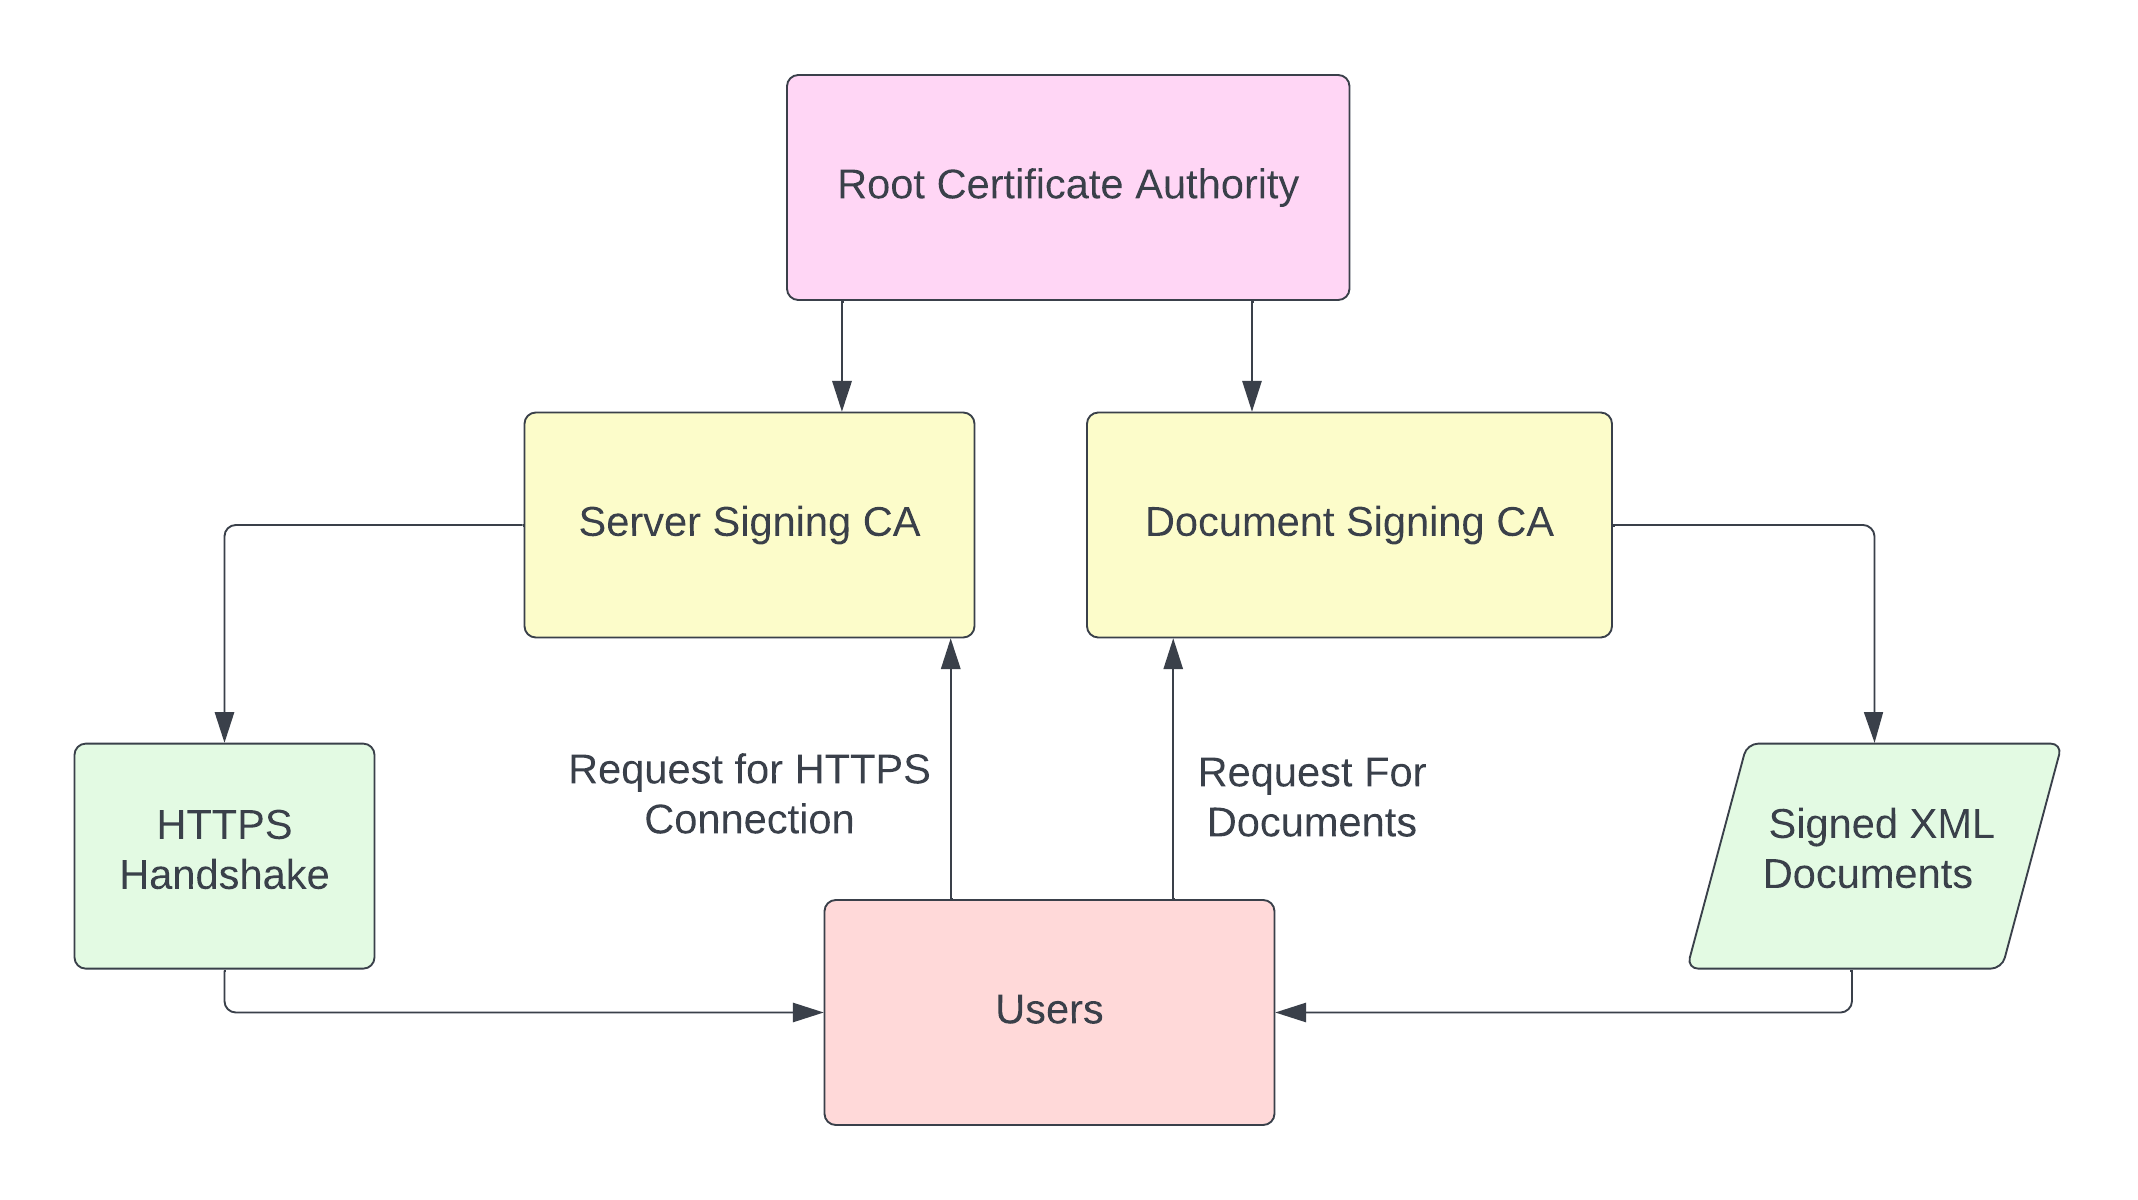 Root Certificate Authority
Server Signing CA
Document Signing CA
Request for HTTPS
Connection
Request For
Documents
HTTPS
Handshake
Signed XML
Documents
Users